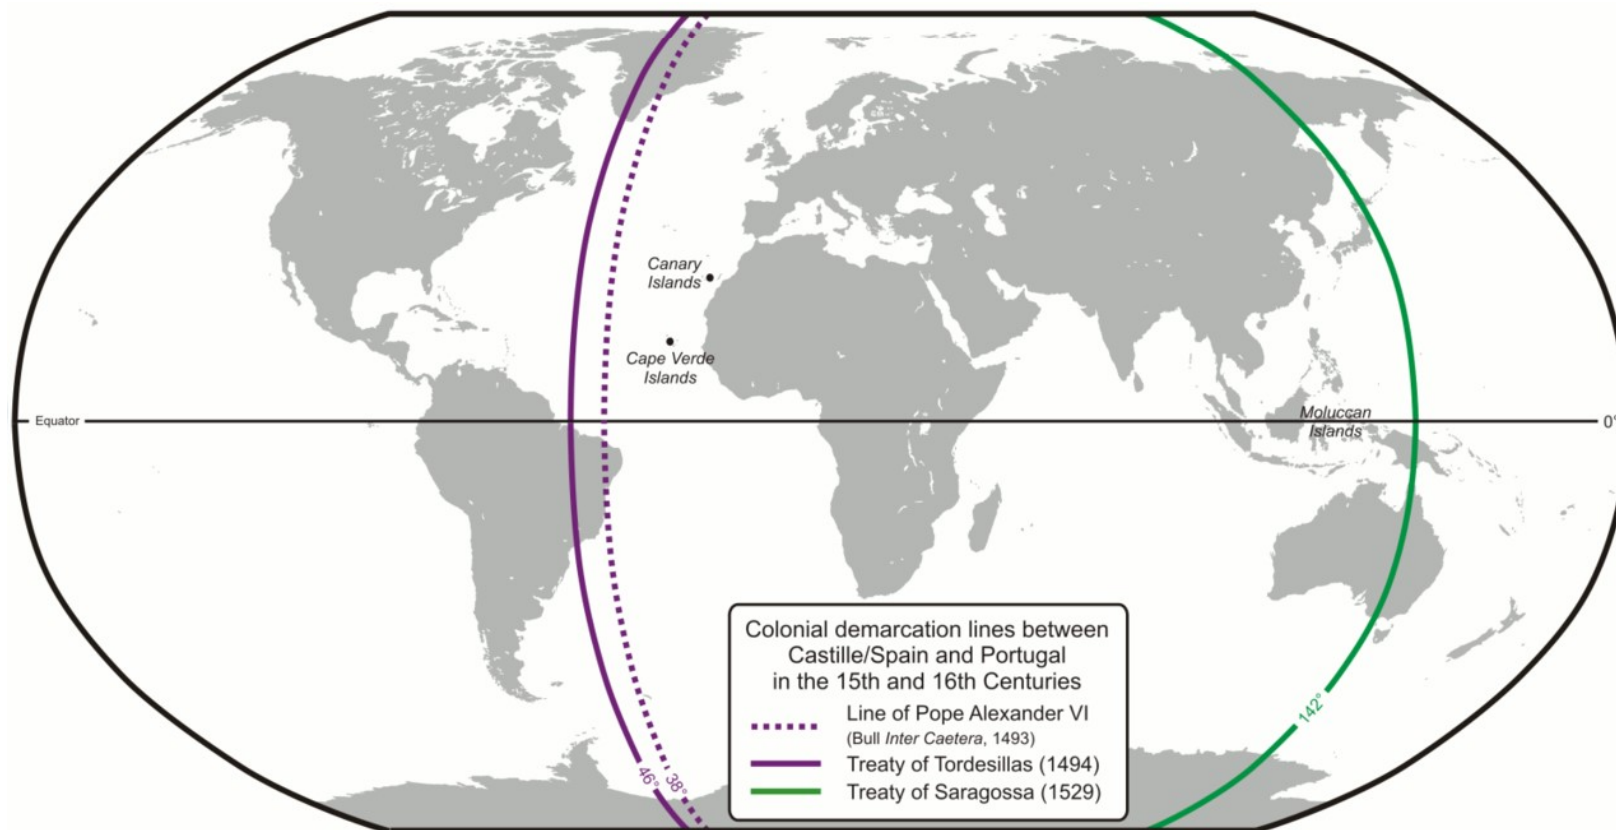 Canary
Islands
Cape Verde
Islands
Equator
Moluccan
Islands
0°
142°
46°
38°
Colonial demarcation lines between
Castille/Spain and Portugal
in the 15th and 16th Centuries
Line of Pope Alexander VI
(Bull Inter Caetera, 1493)
Treaty of Tordesillas (1494)
Treaty of Saragossa (1529)